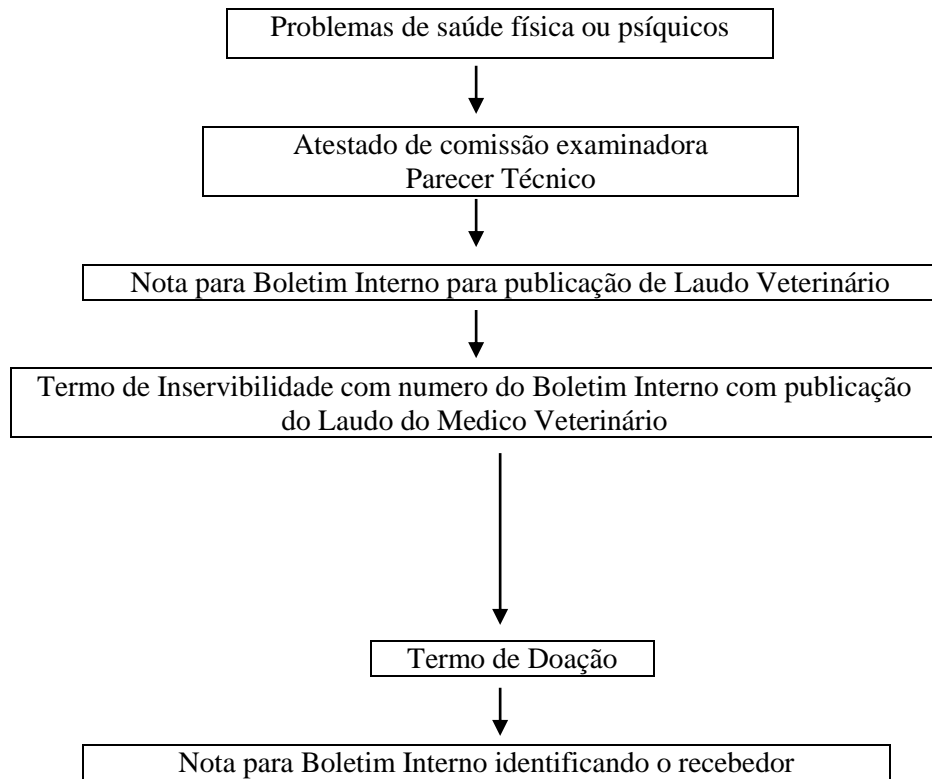 Problemas de saúde física ou psíquicos
Atestado de comissão examinadora
Parecer Técnico
Nota para Boletim Interno para publicação de Laudo Veterinário
Termo de Inservibilidade com numero do Boletim Interno com publicação
do Laudo do Medico Veterinário
Termo de Doação
Nota para Boletim Interno identificando o recebedor